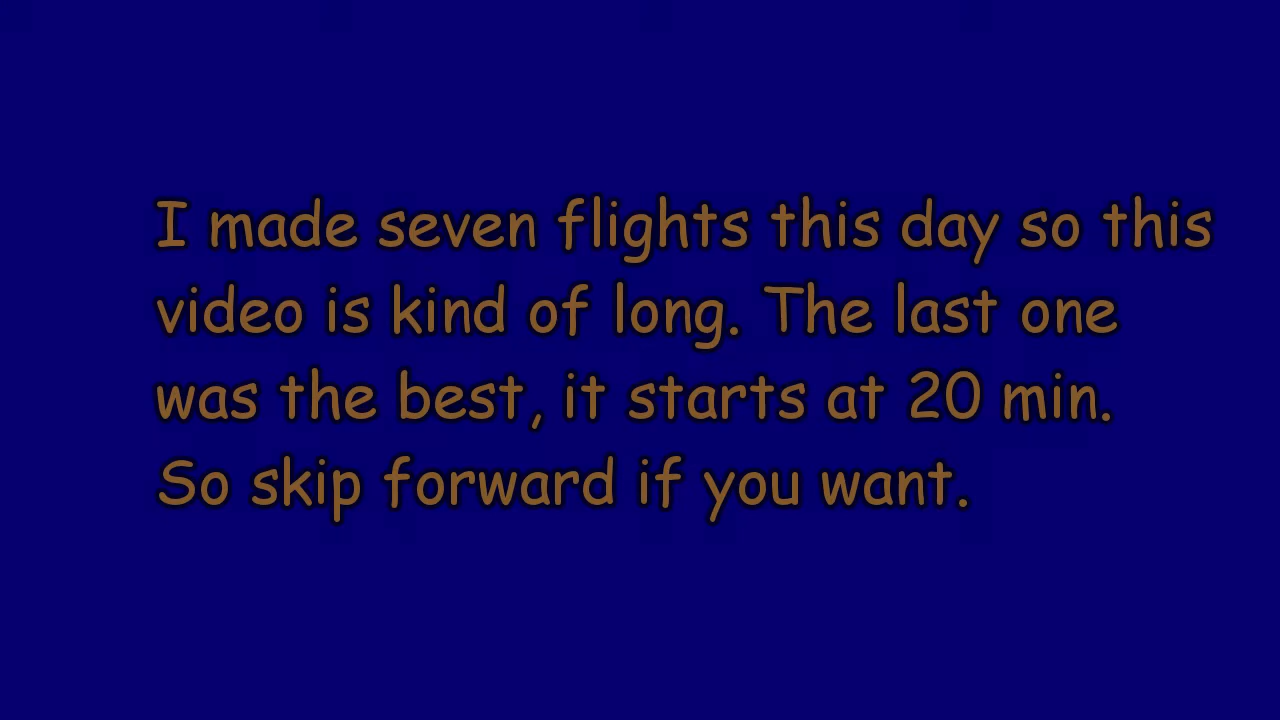 I made seven flights this day so this
video is kind of long. The last one
was the best, it starts at 20 min.
So skip forward if you want.